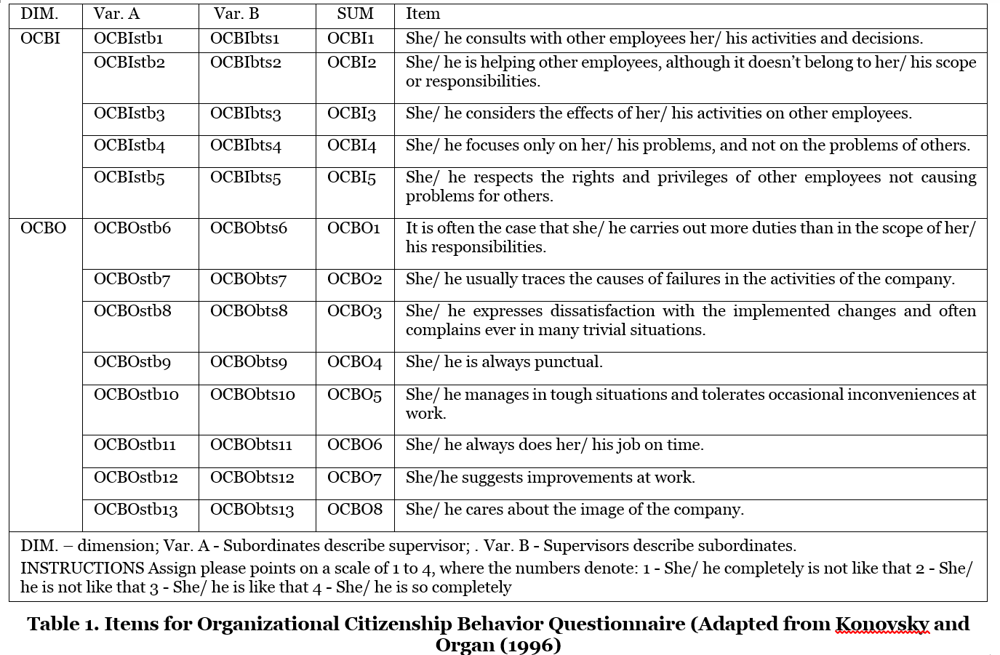 DIM. Var. A Var. B SUM Item
OCBI OCBIstb1 OCBIbts1 OCBI1 She/ he consults with other employees her/ his activities and decisions.
OCBIstb2 OCBIbts2 OCBI2 She/ he is helping other employees, although it doesn’t belong to her/ his scope
or responsibilities.
OCBIstb3 OCBIbts3 OCBI3 She/ he considers the effects of her/ his activities on other employees.
OCBIstb4 OCBIbts4 OCBI4 She/ he focuses only on her/ his problems, and not on the problems of others.
OCBIstb5 OCBIbts5 OCBI5 She/ he respects the rights and privileges of other employees not causing
problems for others.
OCBO OCBOstb6 OCBObts6 OCBO1 It is often the case that she/ he carries out more duties than in the scope of her/
his responsibilities.
OCBOstb7 OCBObts7 OCBO2 She/ he usually traces the causes of failures in the activities of the company.
OCBOstb8 OCBObts8 OCBO3 She/ he expresses dissatisfaction with the implemented changes and often
complains ever in many trivial situations.
OCBOstb9 OCBObts9 OCBO4 She/ he is always punctual.
OCBOstb10 OCBObts10 OCBO5 She/ he manages in tough situations and tolerates occasional inconveniences at
work.
OCBOstb11 OCBObts11 OCBO6 She/ he always does her/ his job on time.
OCBOstb12 OCBObts12 OCBO7 She/he suggests improvements at work.
OCBOstb13 OCBObts13 OCBO8 She/ he cares about the image of the company.
DIM. – dimension; Var. A - Subordinates describe supervisor; . Var. B - Supervisors describe subordinates.
INSTRUCTIONS Assign please points on a scale of 1 to 4, where the numbers denote: 1 - She/ he completely is not like that 2 - She/
he is not like that 3 - She/ he is like that 4 - She/ he is so completely
Table 1. Items for Organizational Citizenship Behavior Questionnaire (Adapted from Konovsky and
Organ (1996)